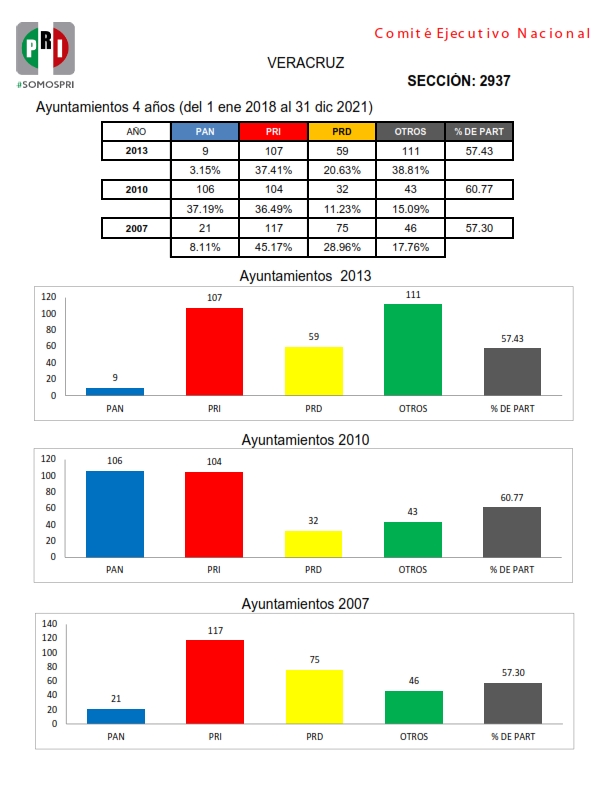 Comité Ejecutivo Nacional
PRI
#SOMOSPRI
VERACRUZ
SECCIÓN: 2937
Ayuntamientos 4 años (del 1 ene 2018 al 31 dic 2021)
AÑO PAN PRI PRD OTROS % DE PART
2013 9 107 59 111 57.43
3.15% 37.41% 20.63% 38.81%
2010 106 104 32 43 60.77
37.19% 36.49% 11.23% 15.09%
2007 21 117 75 46 57.30
8.11% 45.17% 28.96% 17.76%
Ayuntamientos 2013
120
100
80
60
40
20
0
9 107 59 111 57.43
PAN PRI PRD OTROS % DE PART
Ayuntamientos 2010
120
100
80
60
40
20
0
106 104 32 43 60.77
PAN PRI PRD OTROS % DE PART
Ayuntamientos 2007
140
120
100
80
60
40
20
0
21 117 75 46 57.30
PAN PRI PRD OTROS % DE PART